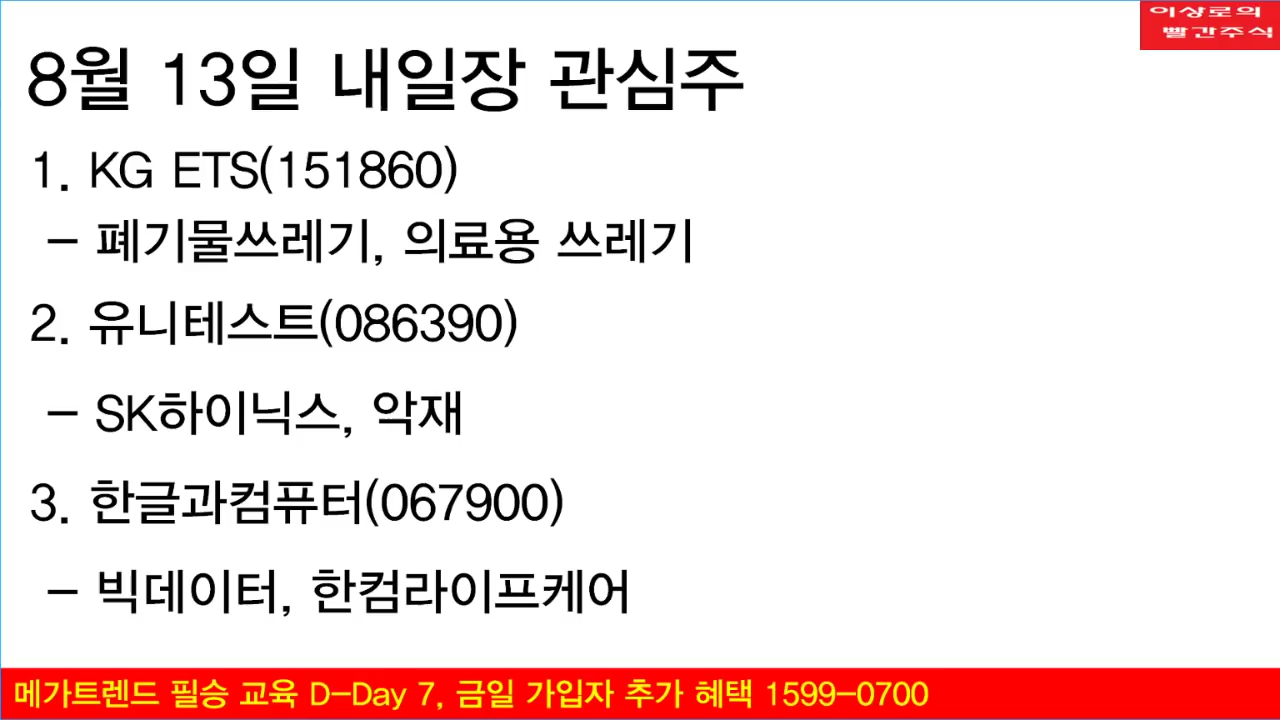 이상로의
빨간주식
8월 13일 내일장 관심주
1. KG ETS(151860)
- 폐기물쓰레기, 의료용 쓰레기
2. 유니테스트(086390)
- SK하이닉스, 악재
3. 한글과컴퓨터(067900)
- 빅데이터, 한컴라이프케어
메가트렌드 필승 교육 D-Day 7, 금일 가입자 추가 혜택 1599-0700